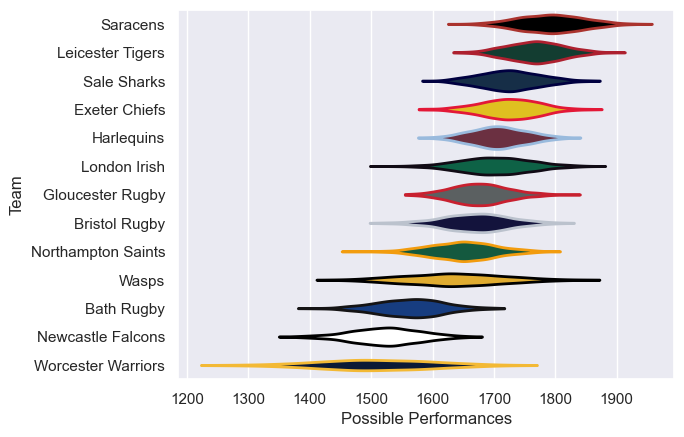 Saracens
Leicester Tigers
Sale Sharks
Exeter Chiefs
Harlequins
London Irish
Gloucester Rugby
Bristol Rugby
Northampton Saints
Wasps
Bath Rugby
Newcastle Falcons
Worcester Warriors
Team
1200 1300 1400 1500 1600 1700 1800 1900
Possible Performances